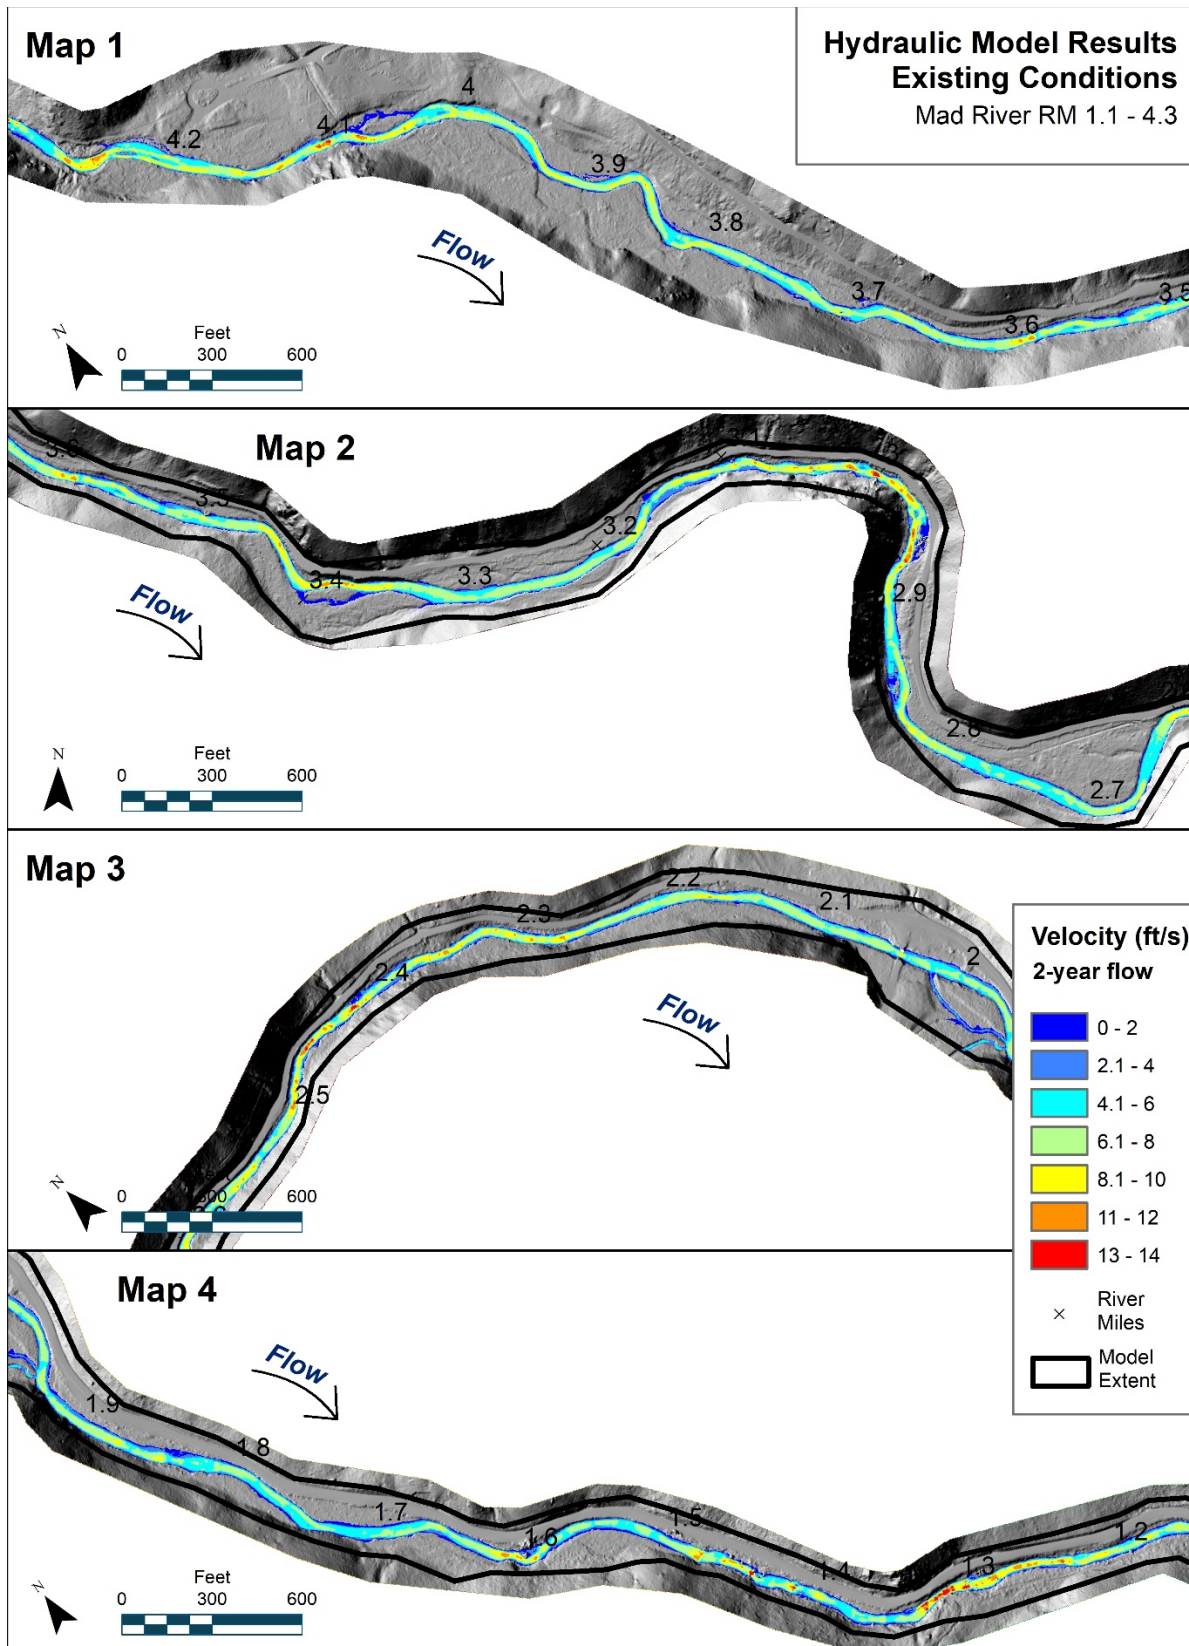 Map 1
Hydraulic Model Results
Existing Conditions
Mad River RM 1.1 - 4.3
4.2
4.1
4
3.9
3.8
3.7
3.6
3.5
Flow
N
Feet
0 300 600
Map 2
3.6
3.5
3.4
3.3
3.2
3.1
3
2.9
2.8
2.7
Flow
N
Feet
0 300 600
Map 3
2.5
2.4
2.3
2.2
2.1
2
Flow
N
Feet
0 300 600
Velocity (ft/s)
2-year flow
0 - 2
2.1 - 4
4.1 - 6
6.1 - 8
8.1 - 10
11 - 12
13 - 14
River
Miles
Model
Extent
Map 4
Flow
1.9
1.8
1.7
1.6
1.5
1.4
1.3
1.2
N
Feet
0 300 600